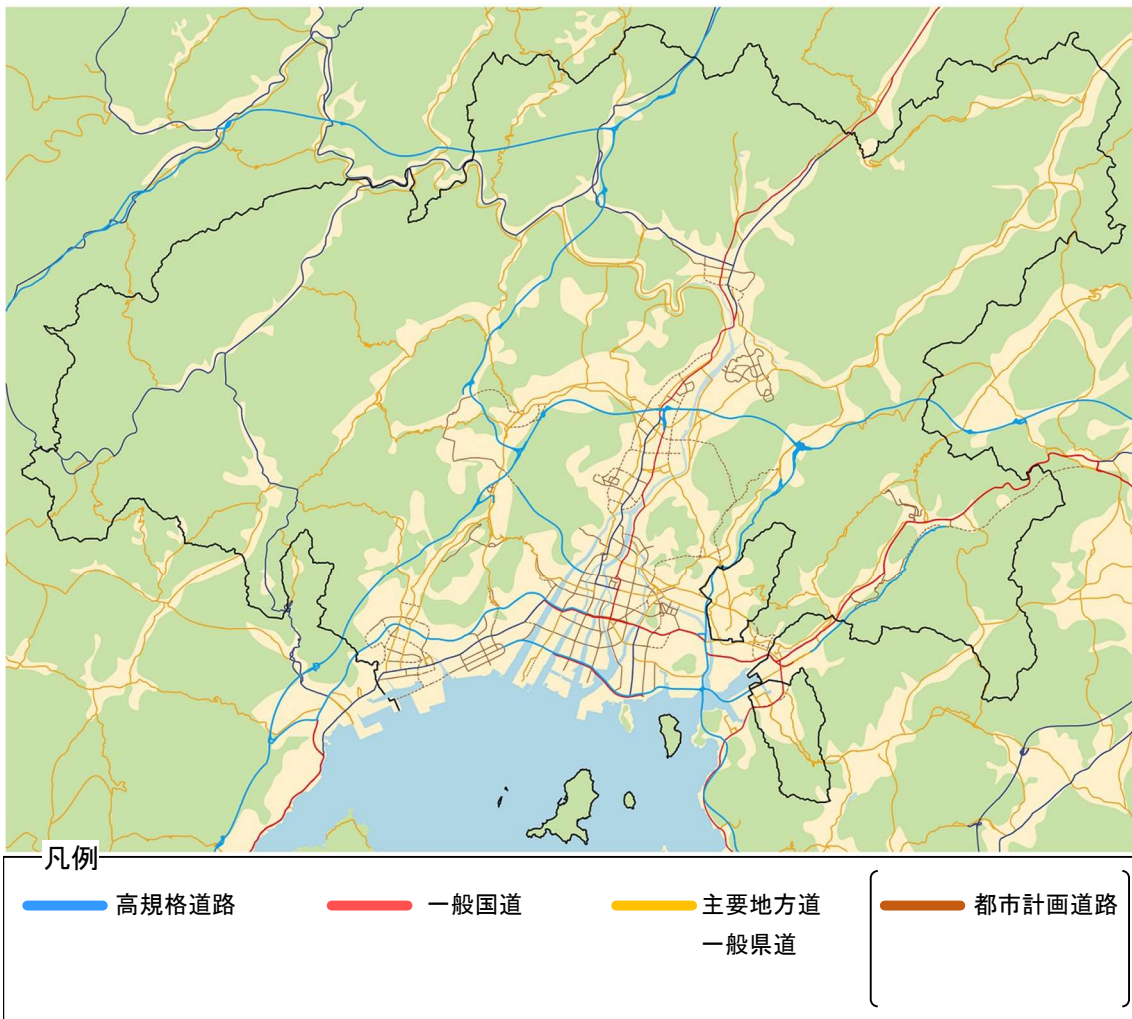 凡例
高規格道路
一般国道
主要地方道
一般県道
都市計画道路